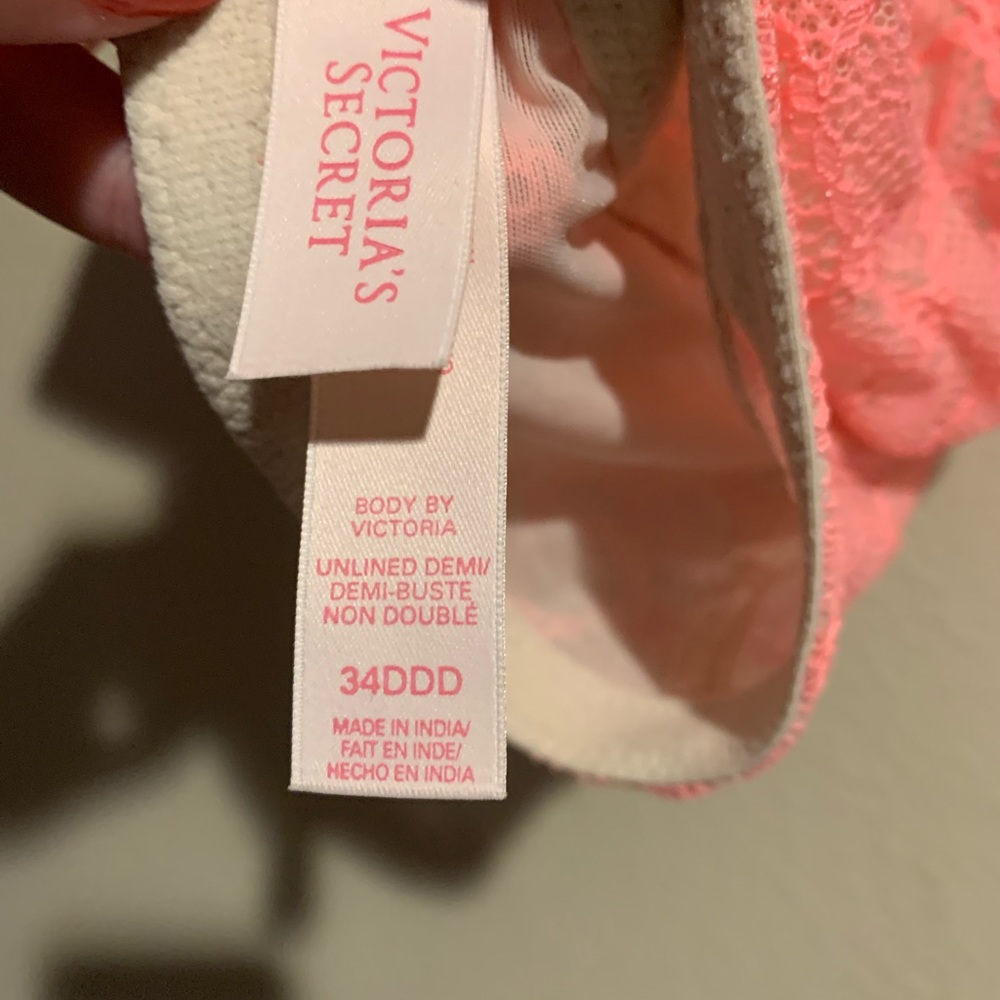 VICTORIA'S
SECRET
BODY BY
VICTORIA
UNLINED DEMI/
DEMI-BUSTE
NON DOUBLÉ
34DDD
MADE IN INDIA/
FAIT EN INDE/
HECHO EN INDIA